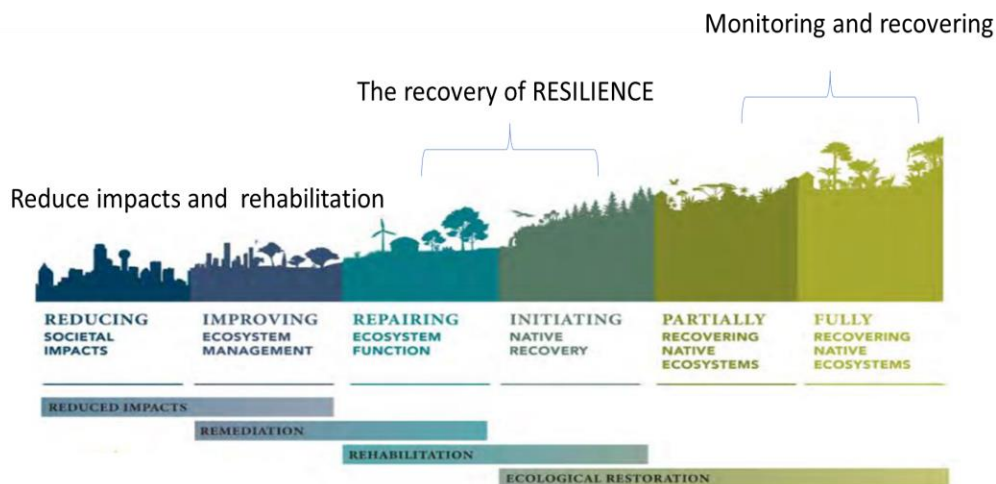 Monitoring and recovering
The recovery of RESILIENCE
Reduce impacts and rehabilitation
REDUCING
SOCIETAL
IMPACTS
IMPROVING
ECOSYSTEM
MANAGEMENT
REPAIRING
ECOSYSTEM
FUNCTION
INITIATING
NATIVE
RECOVERY
PARTIALLY
RECOVERING
NATIVE
ECOSYSTEMS
FULLY
RECOVERING
NATIVE
ECOSYSTEMS
REDUCED IMPACTS
REMEDIATION
REHABILITATION
ECOLOGICAL RESTORATION